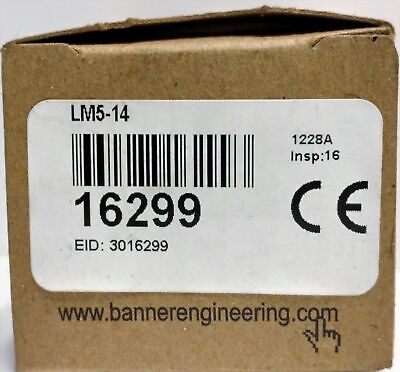 LM5-14
1228A
Insp:16
16299
CE
EID: 3016299
www.bannerengineering.com